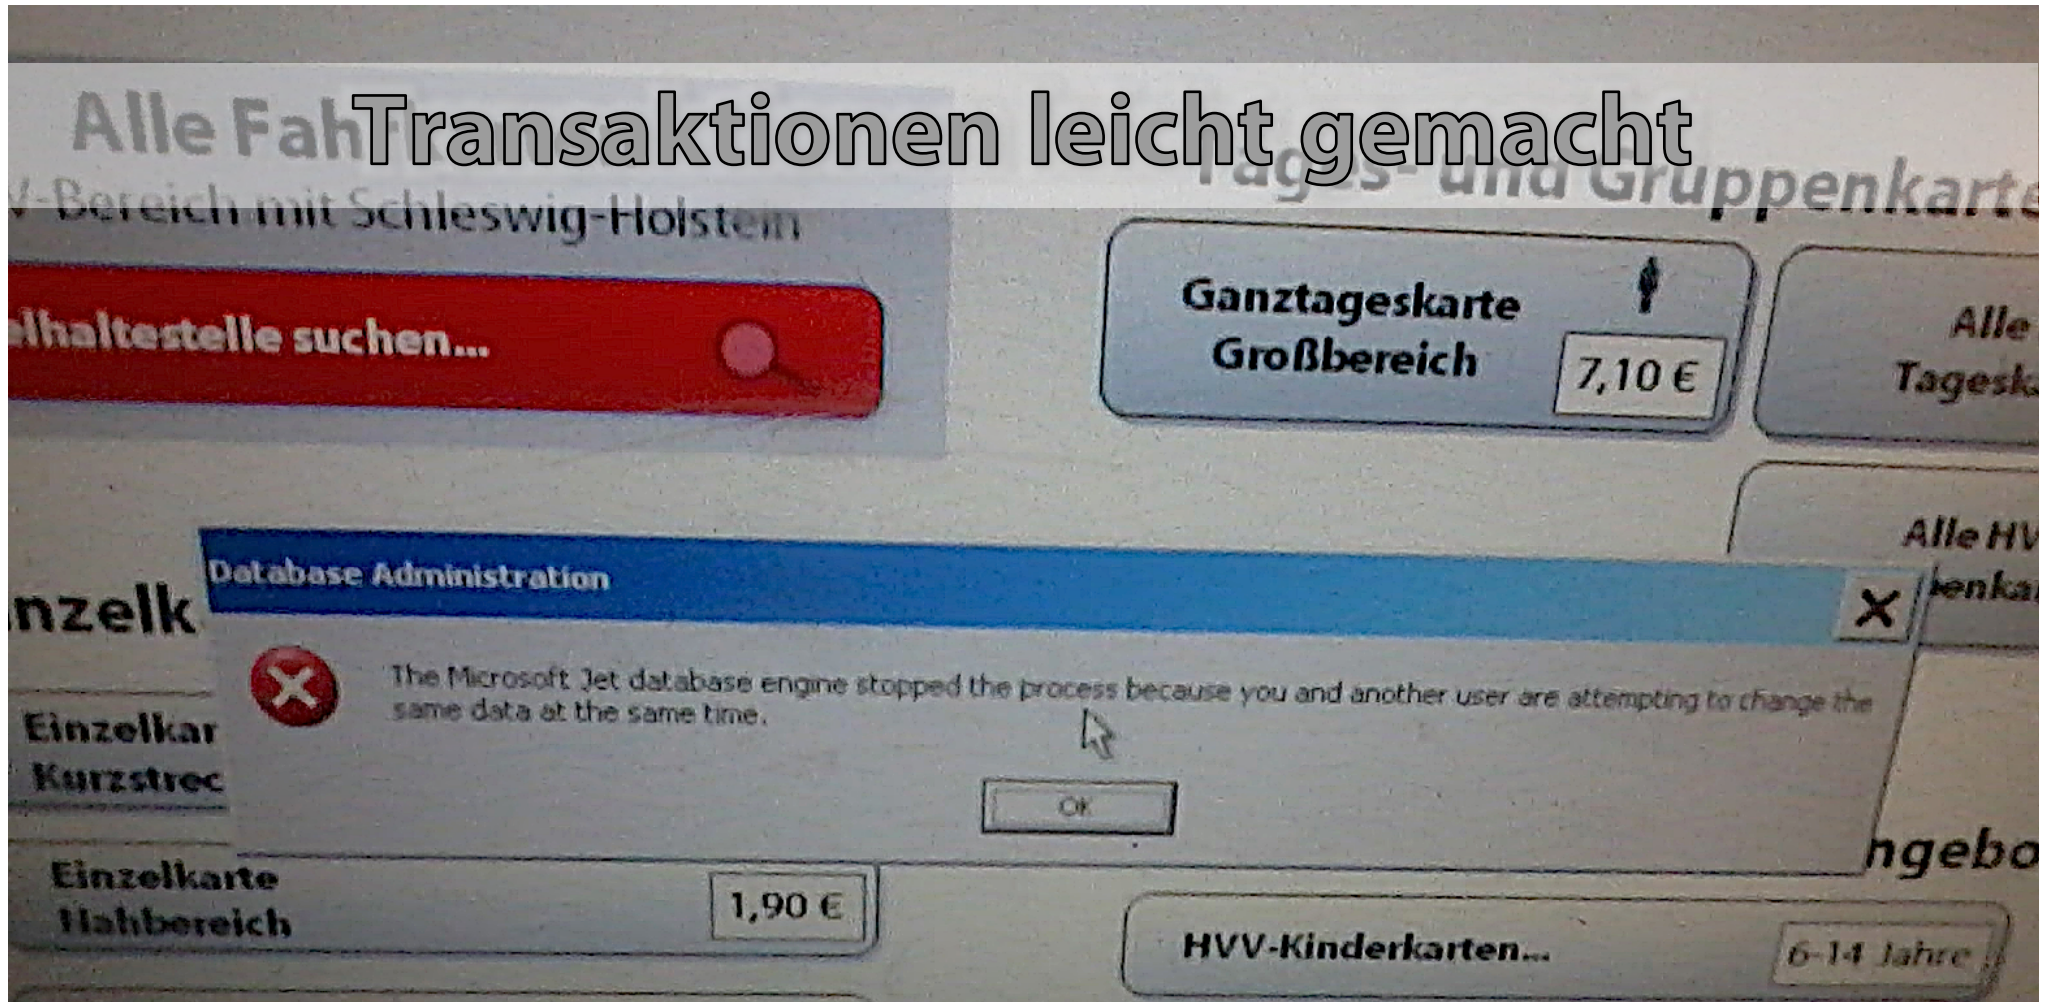 Transaktionen leicht gemacht
Alle Fah
V-Bereich mit Schleswig-Holstein
Tages- und Gruppenkarte
elhaltestelle suchen...
Ganztageskarte
Großbereich
7,10 €
Alle
Tageska
Alle HV
penkar
nzelk
Database Administration
The Microsoft Jet database engine stopped the process because you and another user are attempting to change the
same data at the same time.
OK
Einzelkar
Kurzstrec
Einzelkarte
Nahbereich
1,90 €
ngebo
HVV-Kinderkarten...
6-14 Jahre